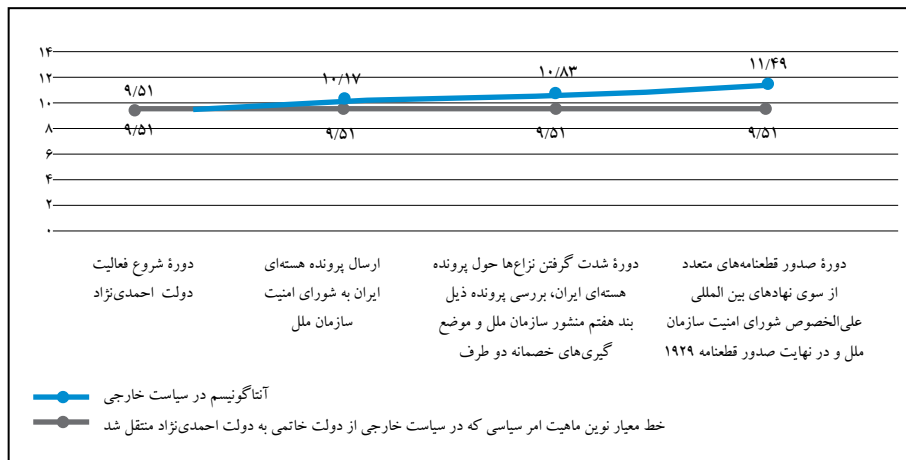 ۱۴
۱۲
۱۰
۸
۶
۴
۲
۰
۹/۵۱
۱۰/۱۷
۱۰/۸۳
۱۱/۴۹
۹/۵۱
۹/۵۱
۹/۵۱
۹/۵۱
دورۀ شروع فعالیت
دولت احمدی‌نژاد
ارسال پرونده هسته‌ای
ایران به شورای امنیت
سازمان ملل
دورۀ شدت گرفتن نزاع‌ها حول پرونده
هسته‌ای ایران، بررسی پرونده ذیل
بند هفتم منشور سازمان ملل و موضع
گیری‌های خصمانه دو طرف
دورۀ صدور قطعنامه‌های متعدد
از سوی نهادهای بین المللی
علی‌الخصوص شورای امنیت سازمان
ملل و در نهایت صدور قطعنامه ۱۹۲۹
آنتاگونیسم در سیاست خارجی
خط معیار نوین ماهیت امر سیاسی که در سیاست خارجی از دولت خاتمی به دولت احمدی‌نژاد منتقل شد